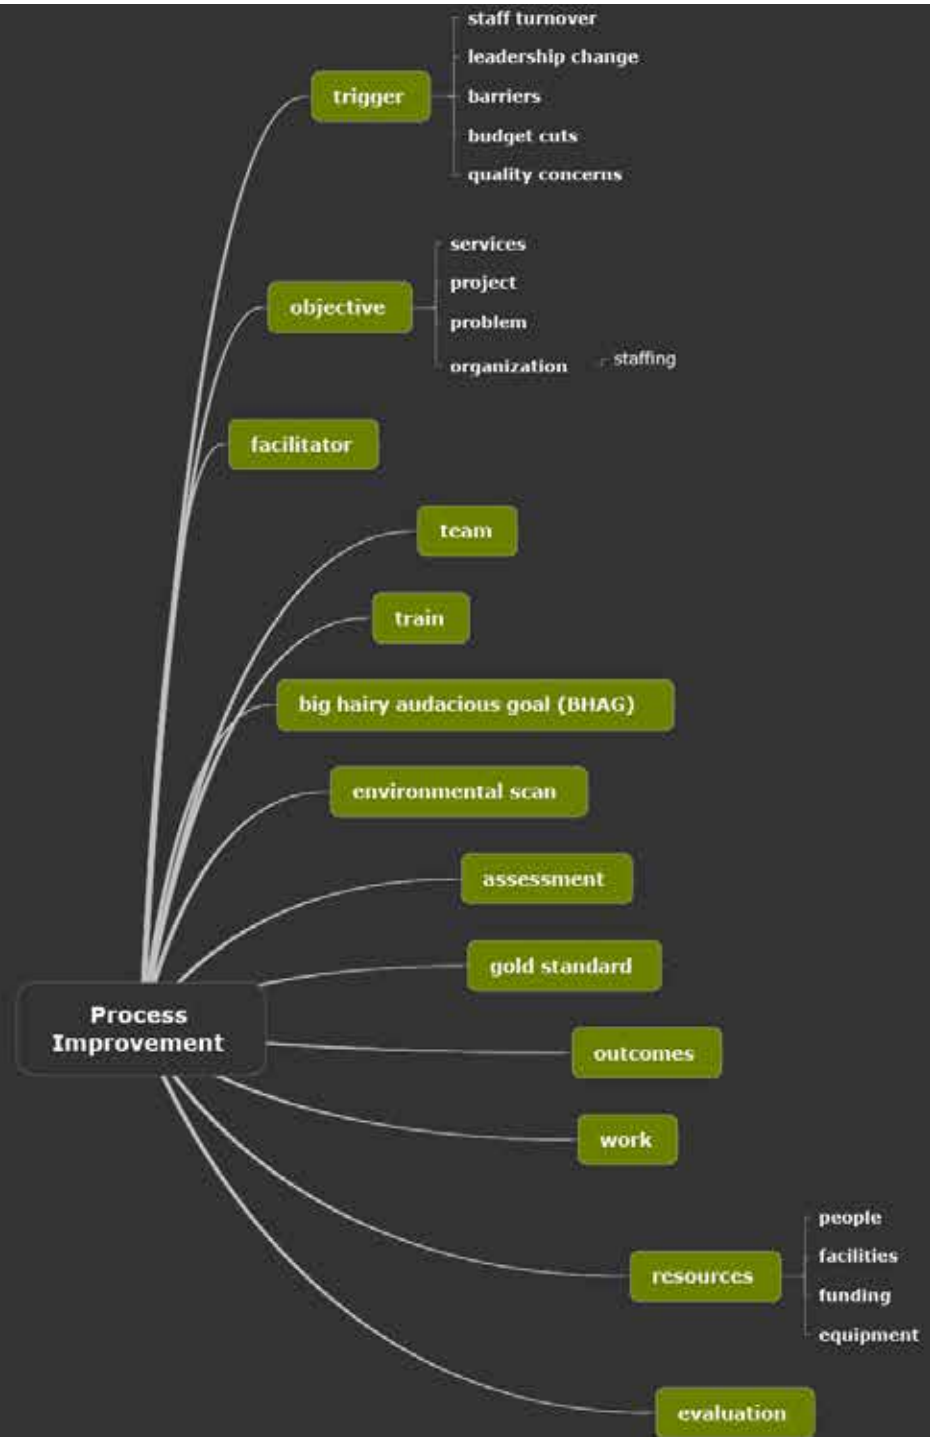 staff turnover
leadership change
trigger
barriers
budget cuts
quality concerns
services
project
objective
problem
organization
staffing
facilitator
team
train
big hairy audacious goal (BHAG)
environmental scan
assessment
gold standard
Process
Improvement
outcomes
work
people
facilities
resources
funding
equipment
evaluation